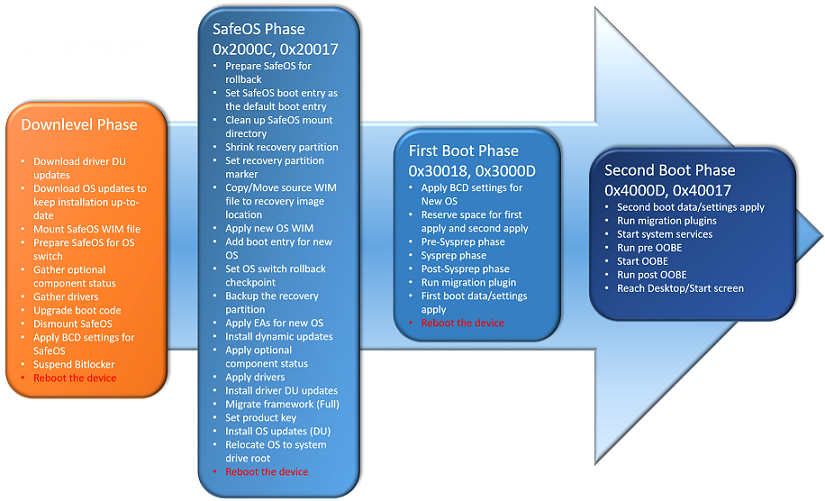 Downlevel Phase
• Download driver DU
updates
• Download OS updates to
keep installation up-to-
date
• Mount SafeOS WIM file
• Prepare SafeOS for OS
switch
• Gather optional
component status
• Gather drivers
• Upgrade boot code
• Dismount SafeOS
• Apply BCD settings for
SafeOS
• Suspend Bitlocker
• Reboot the device
SafeOS Phase
0x2000C, 0x20017
• Prepare SafeOS for
rollback
• Set SafeOS boot entry as
the default boot entry
• Clean up SafeOS mount
directory
• Shrink recovery partition
• Set recovery partition
marker
• Copy/Move source WIM
file to recovery image
location
• Apply new OS WIM
• Add boot entry for new
OS
• Set OS switch rollback
checkpoint
• Backup the recovery
partition
• Apply EAs for new OS
• Install dynamic updates
• Apply optional
component status
• Apply drivers
• Install driver DU updates
• Migrate framework (Full)
• Set product key
• Install OS updates (DU)
• Relocate OS to system
drive root
• Reboot the device
First Boot Phase
0x30018, 0x3000D
• Apply BCD settings for
New OS
• Reserve space for first
apply and second apply
• Pre-Sysprep phase
• Sysprep phase
• Post-Sysprep phase
• Run migration plugin
• First boot data/settings
apply
• Reboot the device
Second Boot Phase
0x4000D, 0x40017
• Second boot data/settings apply
• Run migration plugins
• Start system services
• Run pre OOBE
• Start OOBE
• Run post OOBE
• Reach Desktop/Start screen